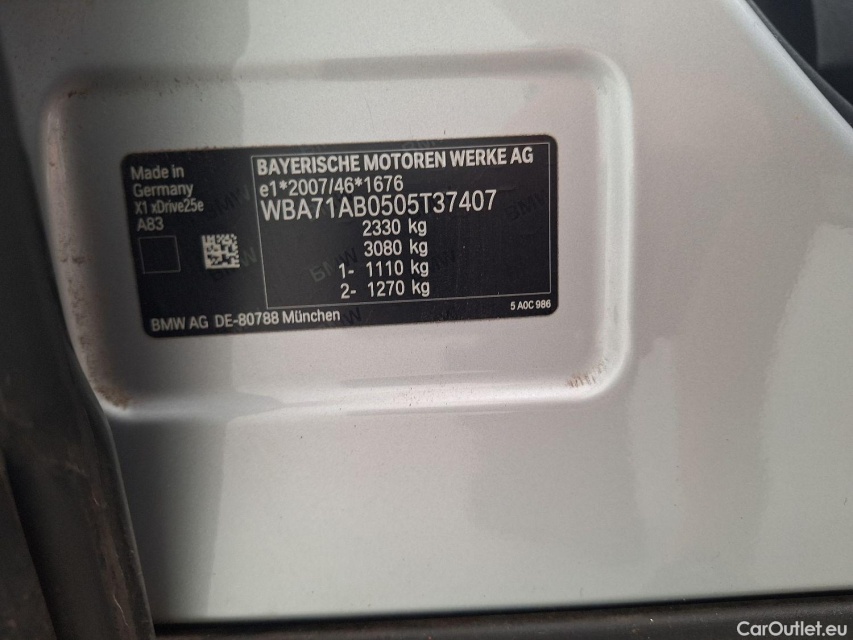 Made in
Germany
X1 xDrive25e
A83
BAYERISCHE MOTOREN WERKE AG
e1*2007/46*1676
WBA71AB0505T37407
2330 kg
3080 kg
1- 1110 kg
2- 1270 kg
5 A0C 986
BMW AG DE-80788 München
CarOutlet.eu